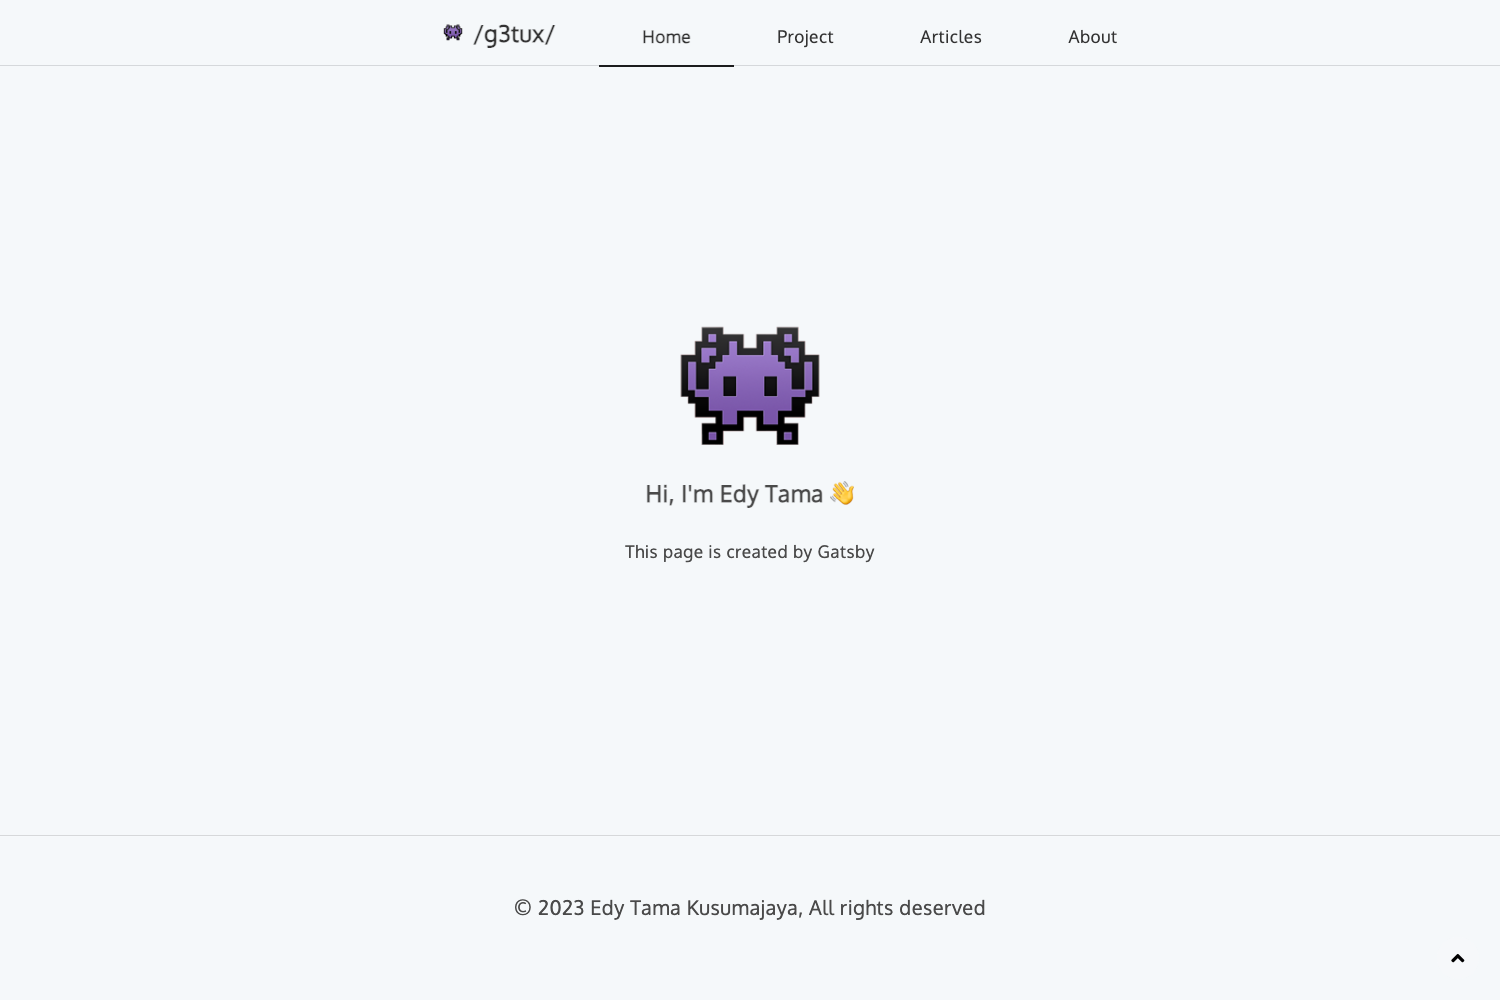 /g3tux/
Home
Project
Articles
About
Hi, I'm Edy Tama 👋
This page is created by Gatsby
© 2023 Edy Tama Kusumajaya, All rights deserved